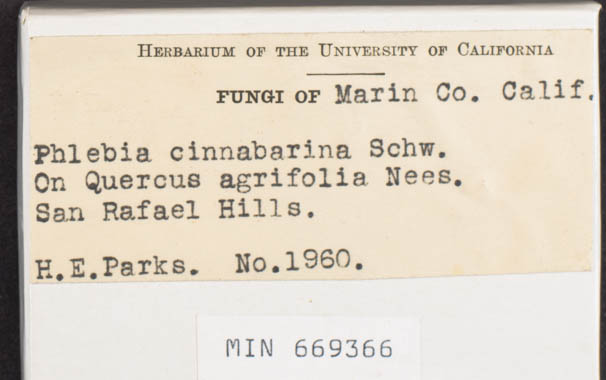 HERBARIUM OF THE UNIVERSITY OF CALIFORNIA
FUNGI OF Marin Co. Calif.
Phlebia cinnabarina Schw.
On Quercus agrifolia Nees.
San Rafael Hills.
H.E.Parks. No.1960.
MIN 669366